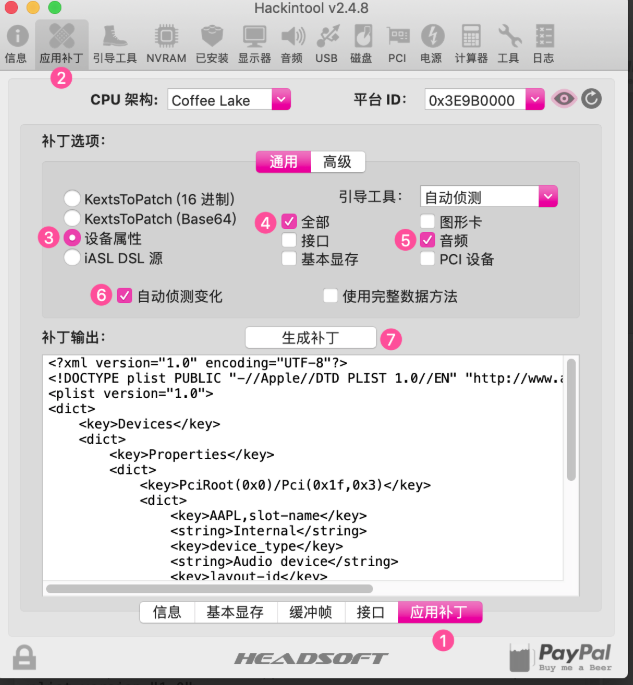 Hackintool v2.4.8
信息 应用补丁 引导工具 NVRAM 已安装 显示器 音频 USB 磁盘 PCI 电源 计算器 工具 日志
2
CPU 架构: Coffee Lake 平台 ID: 0x3E9B0000
补丁选项:
通用 高级
KextsToPatch (16 进制) 引导工具: 自动侦测
KextsToPatch (Base64) 4 全部 图形卡
3 设备属性 接口 5 音频
iASL DSL 源 基本显存 PCI 设备
6 自动侦测变化 使用完整数据方法
补丁输出: 生成补丁 7
<?xml version="1.0" encoding="UTF-8"?>
<!DOCTYPE plist PUBLIC "-//Apple//DTD PLIST 1.0//EN" "http://www.a
<plist version="1.0">
<dict>
<key>Devices</key>
<dict>
<key>Properties</key>
<dict>
<key>PciRoot(0x0)/Pci(0x1f,0x3)</key>
<dict>
<key>AAPL,slot-name</key>
<string>Internal</string>
<key>device_type</key>
<string>Audio device</string>
<key>layout-id</key>
信息 基本显存 缓冲帧 接口 应用补丁
1
HEADSOFT PayPal
Buy me a Beer